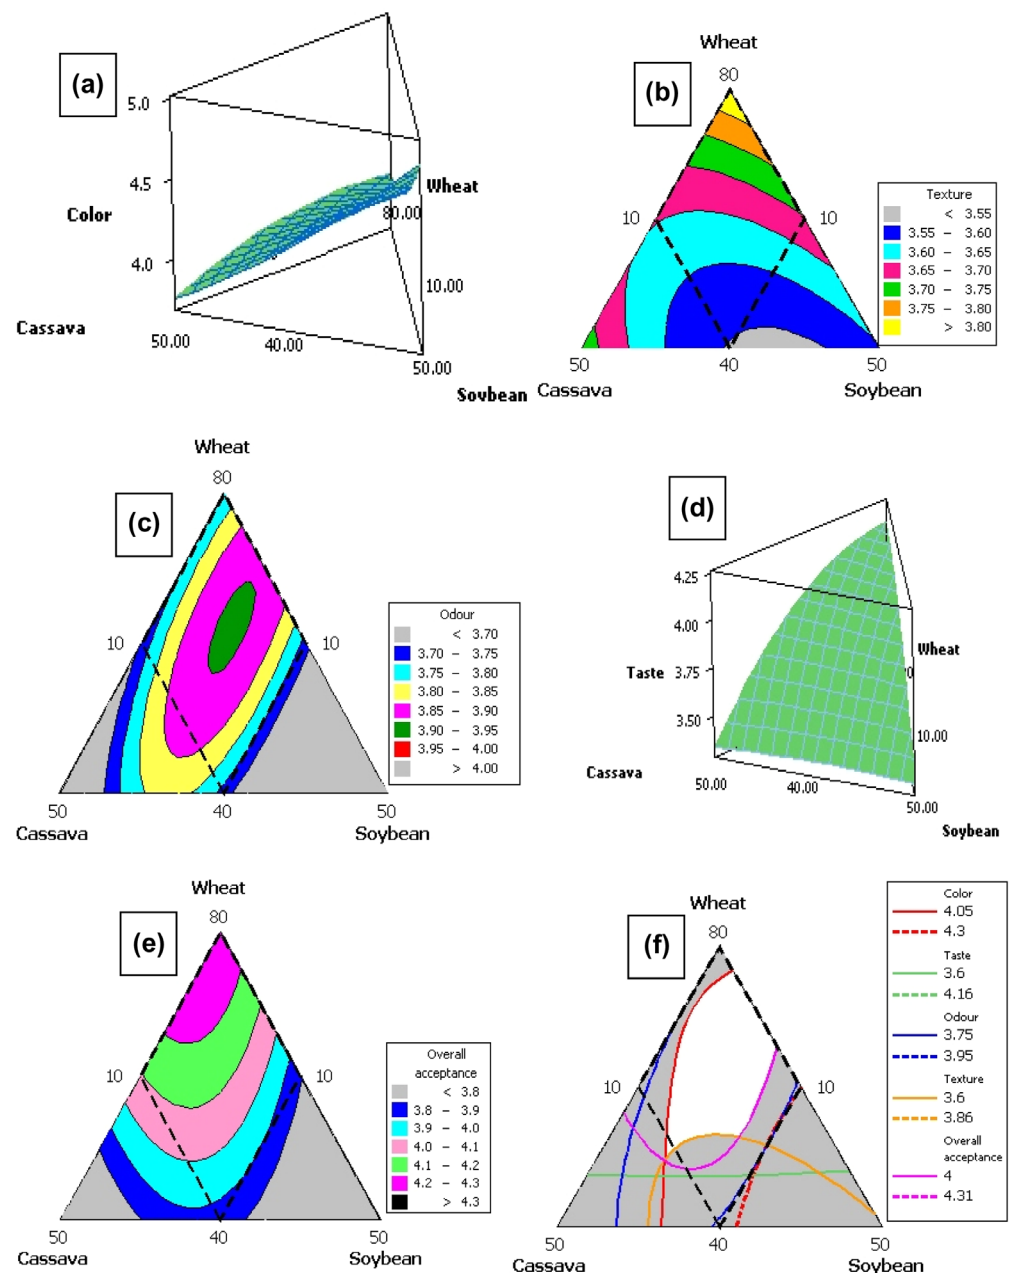 (a)
5.0
4.5
Color
4.0
Wheat
80.00
10.00
Cassava
50.00
40.00
50.00
Soybean
(b)
Wheat
80
10
10
50
40
50
Cassava
Soybean
Texture
< 3.55
3.55 – 3.60
3.60 – 3.65
3.65 – 3.70
3.70 – 3.75
3.75 – 3.80
> 3.80
(c)
Wheat
80
10
10
50
40
50
Cassava
Soybean
Odour
< 3.70
3.70 – 3.75
3.75 – 3.80
3.80 – 3.85
3.85 – 3.90
3.90 – 3.95
3.95 – 4.00
> 4.00
(d)
4.25
4.00
Taste
3.75
3.50
Wheat
10.00
Cassava
50.00
40.00
50.00
Soybean
(e)
Wheat
80
10
10
50
40
50
Cassava
Soybean
Overall
acceptance
< 3.8
3.8 – 3.9
3.9 – 4.0
4.0 – 4.1
4.1 – 4.2
4.2 – 4.3
> 4.3
(f)
Wheat
80
10
10
50
40
50
Cassava
Soybean
Color
4.05
4.3
Taste
3.6
4.16
Odour
3.75
3.95
Texture
3.6
3.86
Overall
acceptance
4
4.31